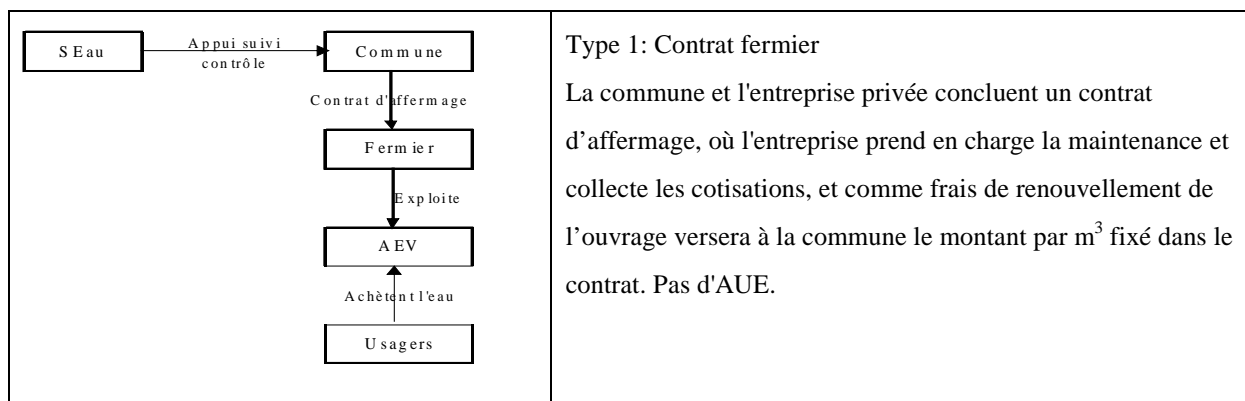 SEau
Appui suivi
contrôle
Commune
Contrat d'affermage
Fermier
Exploite
AEV
Achètent l'eau
Usagers
Type 1: Contrat fermier
La commune et l'entreprise privée concluent un contrat
d’affermage, où l'entreprise prend en charge la maintenance et
collecte les cotisations, et comme frais de renouvellement de
l’ouvrage versera à la commune le montant par m³ fixé dans le
contrat. Pas d'AUE.